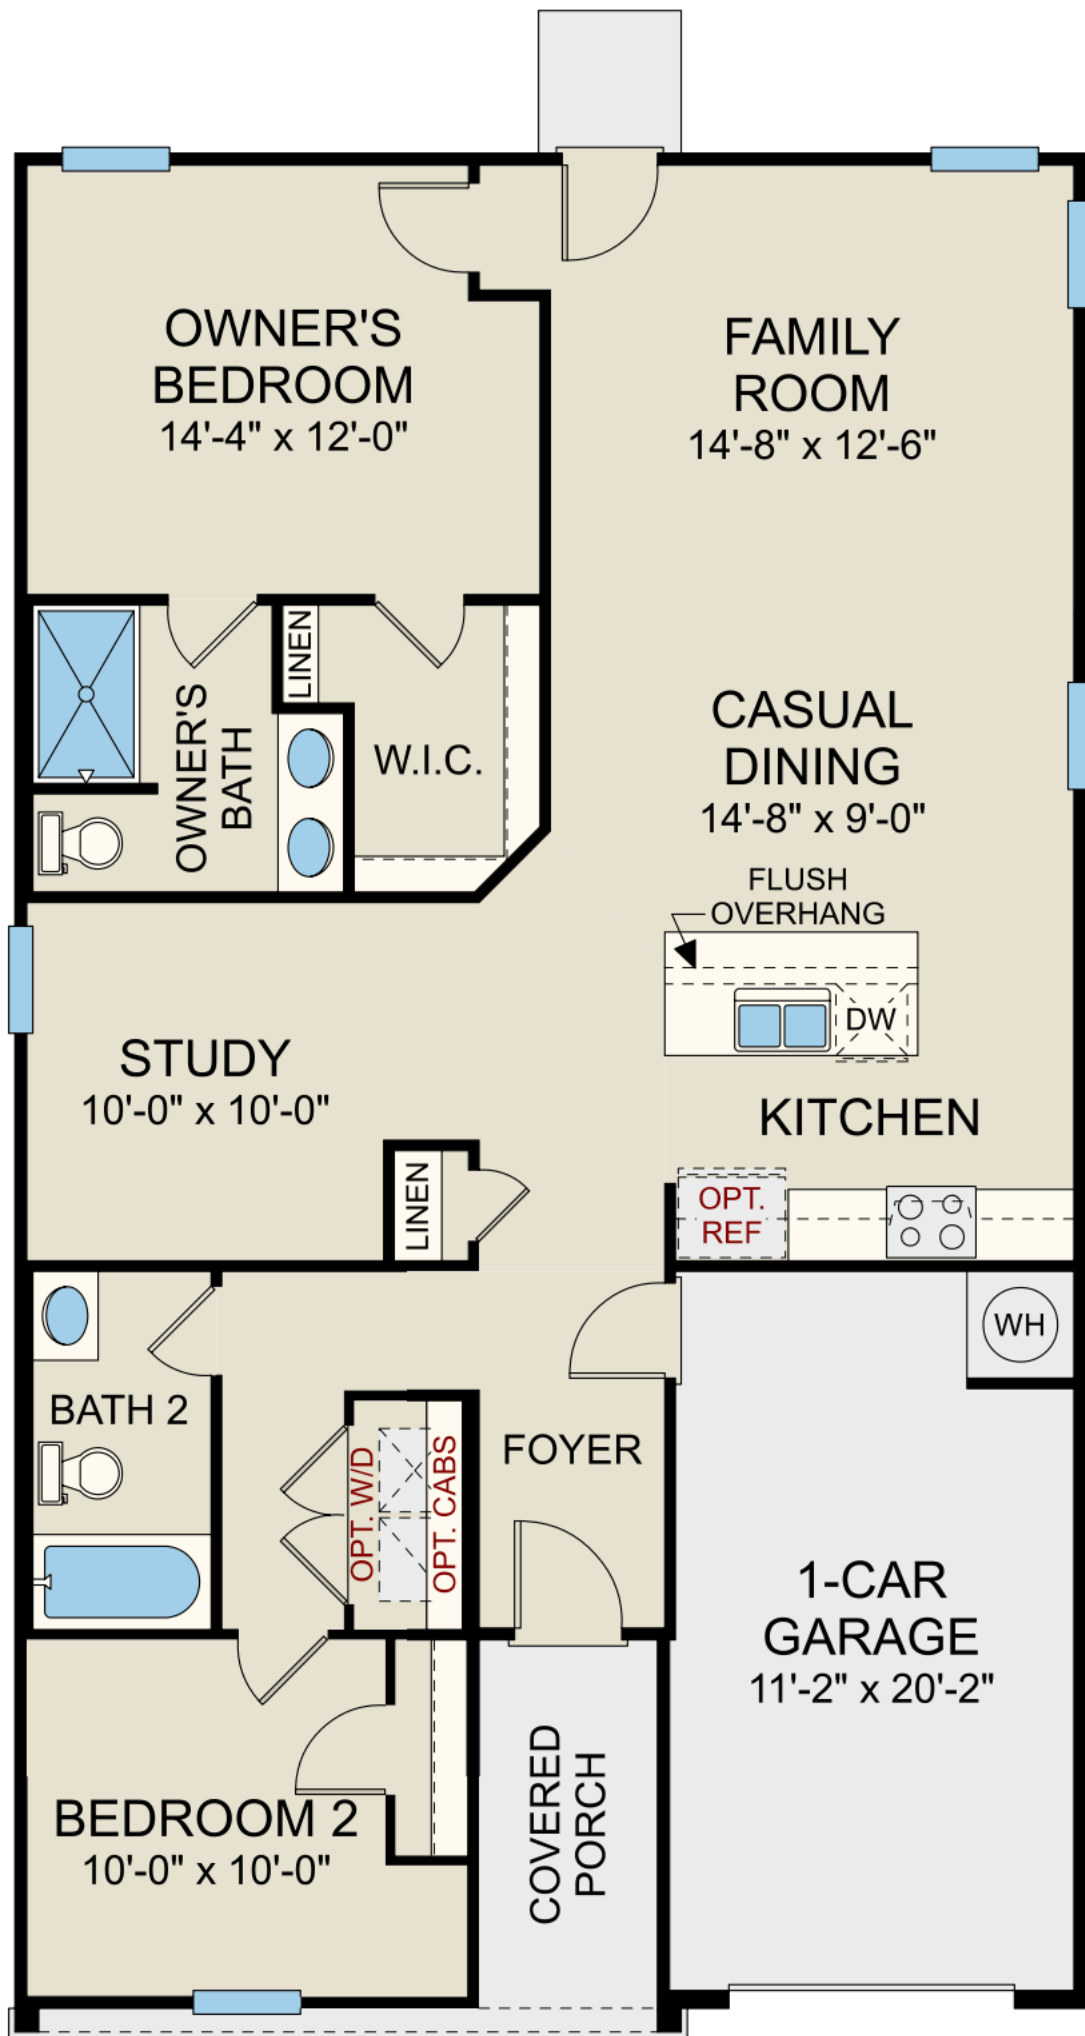 OWNER'S
BEDROOM
14'-4" x 12'-0"
FAMILY
ROOM
14'-8" x 12'-6"
LINEN
OWNER'S
BATH
W.I.C.
CASUAL
DINING
14'-8" x 9'-0"
FLUSH
OVERHANG
DW
STUDY
10'-0" x 10'-0"
KITCHEN
LINEN
OPT.
REF
WH
BATH 2
OPT. W/D
OPT. CABS
FOYER
1-CAR
GARAGE
11'-2" x 20'-2"
BEDROOM 2
10'-0" x 10'-0"
COVERED
PORCH